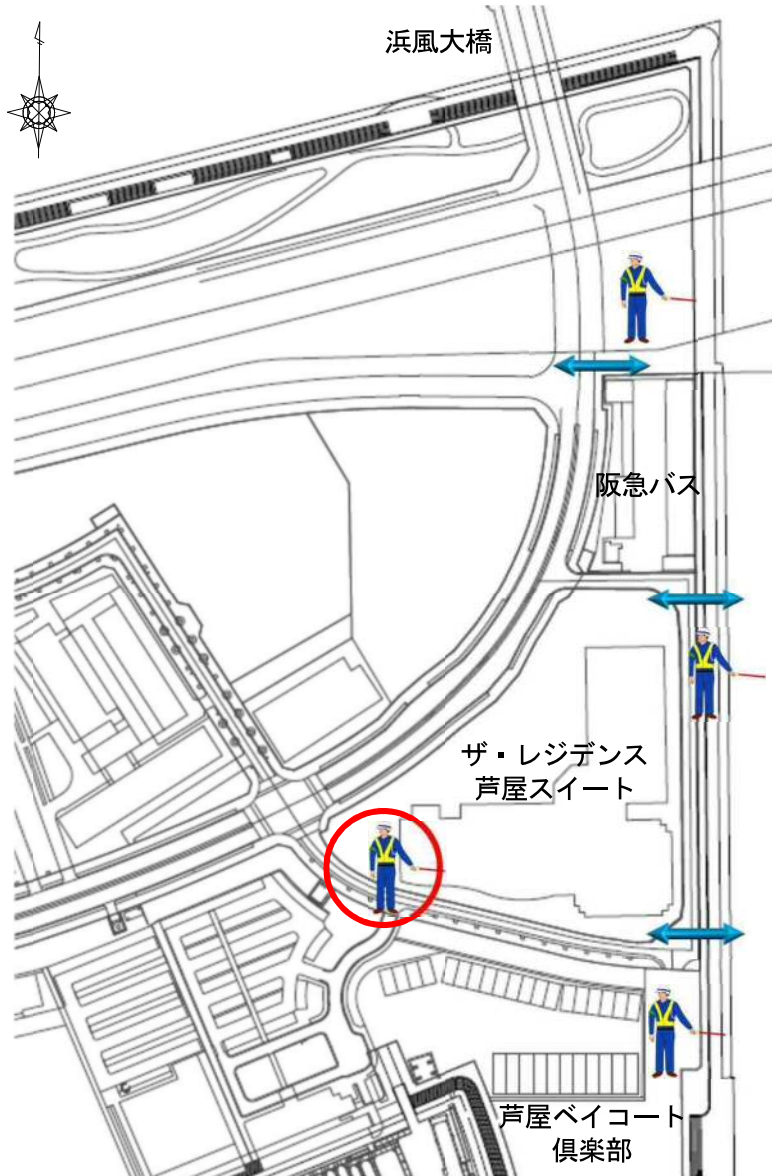 浜風大橋
阪急バス
ザ・レジデンス
芦屋スイート
芦屋ベイコート
倶楽部